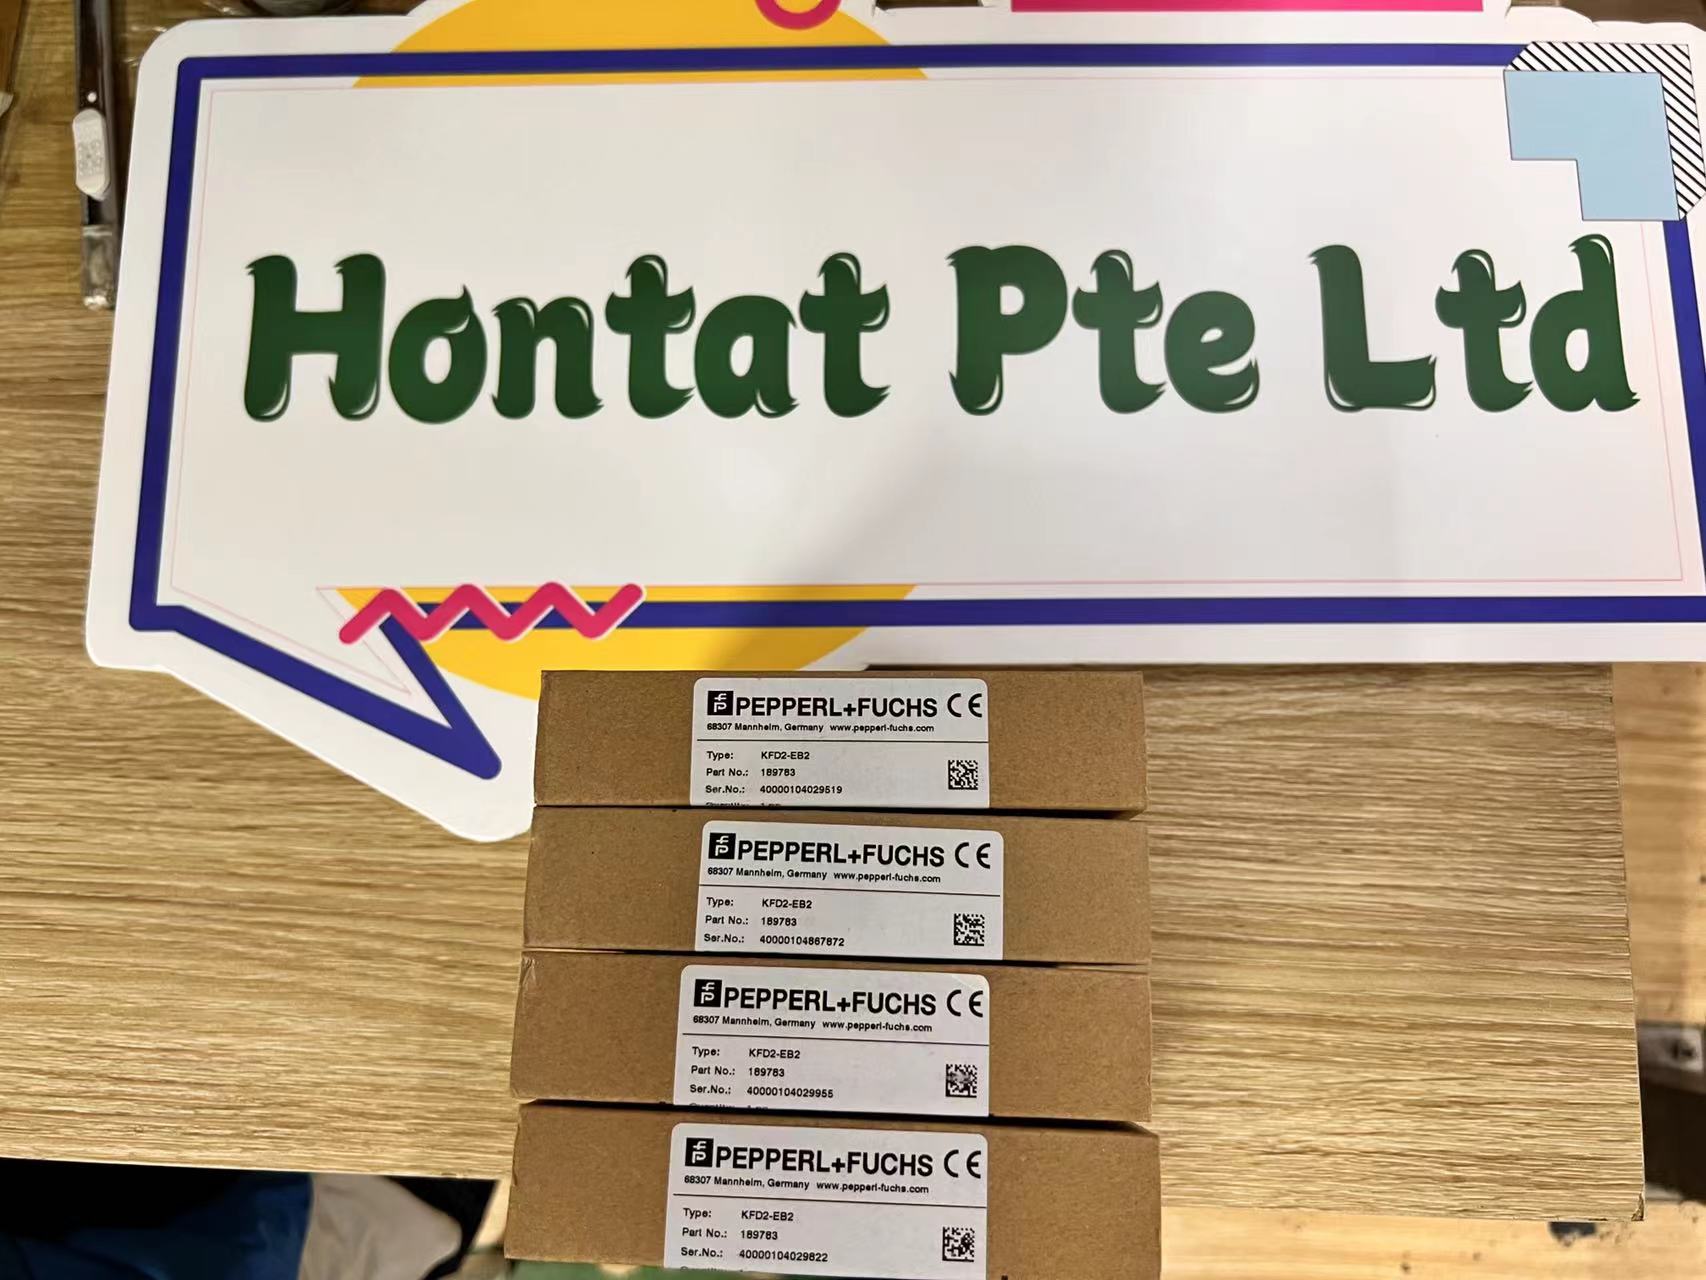 Hontat Pte Ltd
PEPPERL+FUCHS CE
68307 Mannheim, Germany www.pepperl-fuchs.com
Type: KFD2-EB2
Part No.: 189783
Ser.No.: 40000104029519
PEPPERL+FUCHS CE
68307 Mannheim, Germany www.pepperl-fuchs.com
Type: KFD2-EB2
Part No.: 189783
Ser.No.: 40000104867872
PEPPERL+FUCHS CE
68307 Mannheim, Germany www.pepperl-fuchs.com
Type: KFD2-EB2
Part No.: 189783
Ser.No.: 40000104029955
PEPPERL+FUCHS CE
68307 Mannheim, Germany www.pepperl-fuchs.com
Type: KFD2-EB2
Part No.: 189783
Ser.No.: 40000104029822